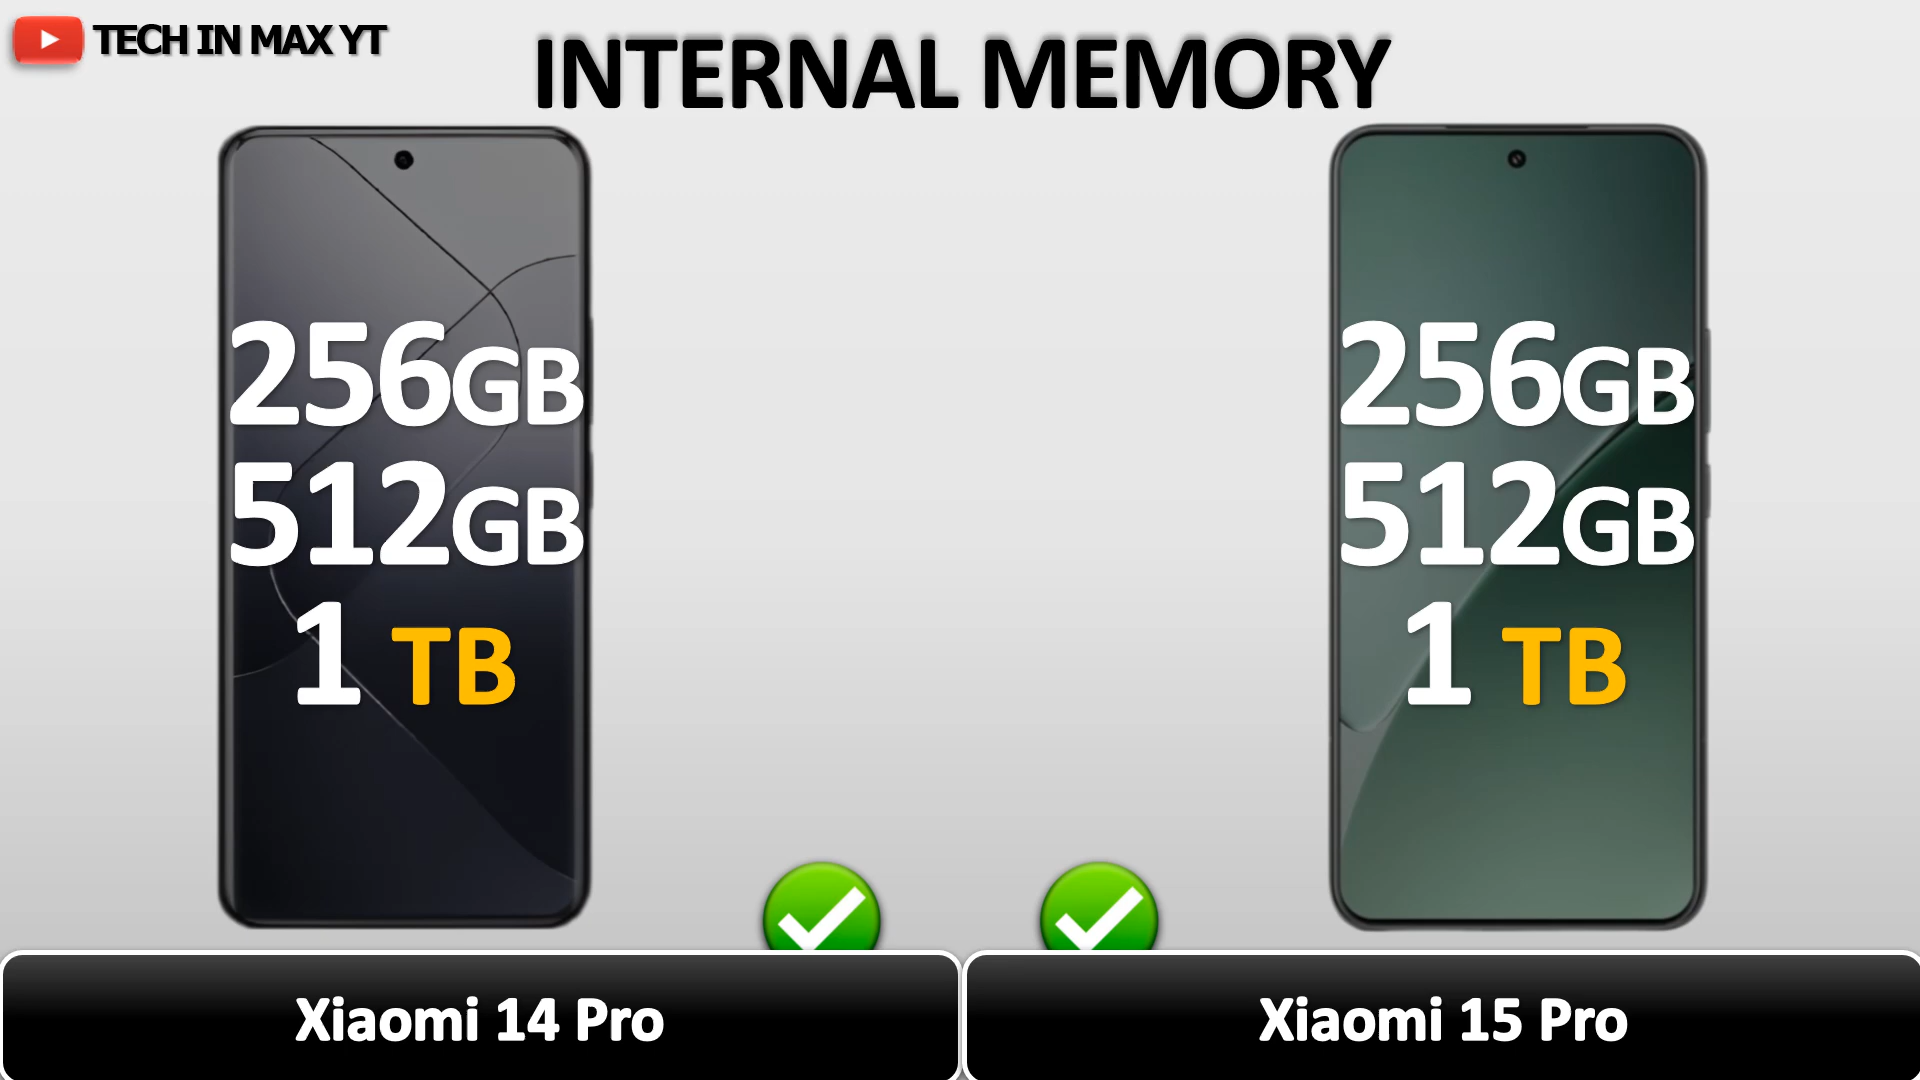 TECH IN MAX YT
INTERNAL MEMORY
256GB
512GB
1 TB
256GB
512GB
1 TB
Xiaomi 14 Pro
Xiaomi 15 Pro